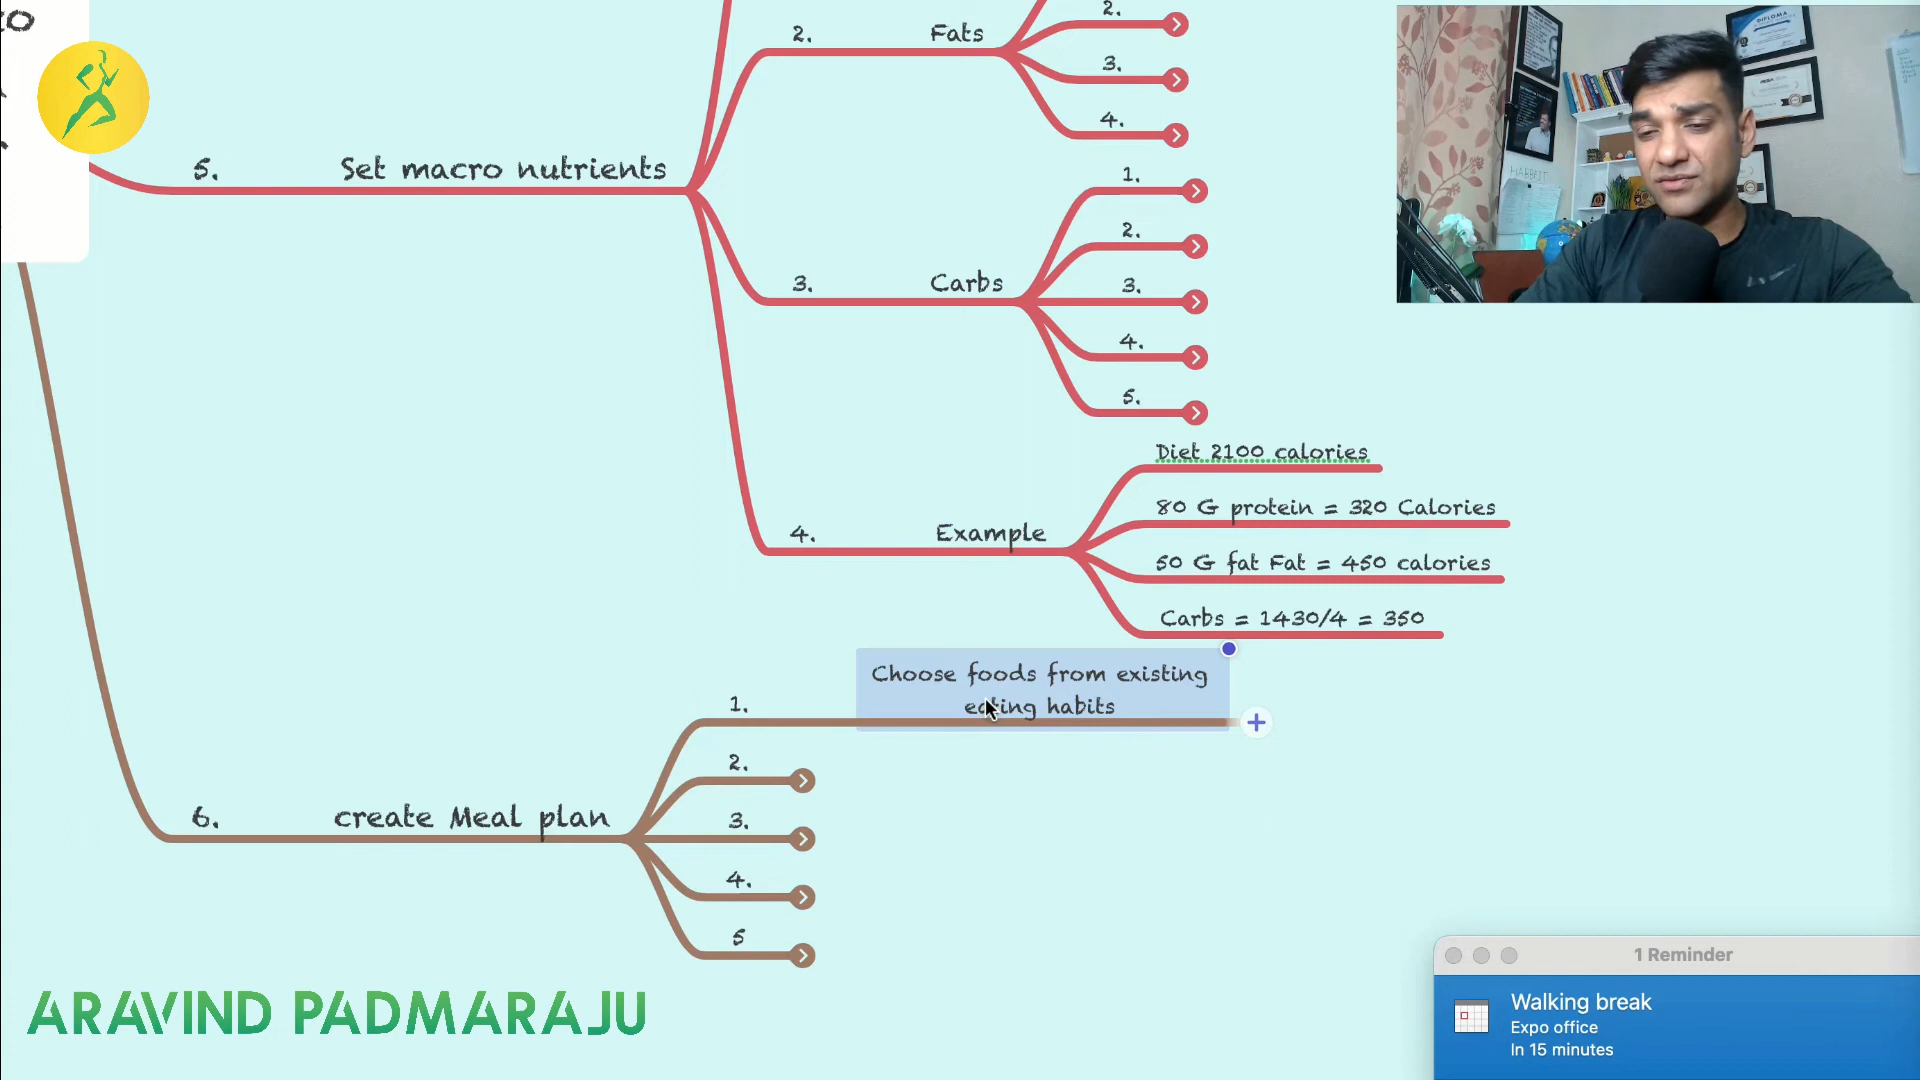 2. Fats
2.
3.
4.
5. Set macro nutrients
3. Carbs
1.
2.
3.
4.
5.
4. Example
Diet 2100 calories
80 G protein = 320 Calories
50 G fat Fat = 450 calories
Carbs = 1430/4 = 350
6. create Meal plan
1. Choose foods from existing
eating habits
2.
3.
4.
5
ARAVIND PADMARAJU
1 Reminder
Walking break
Expo office
In 15 minutes
DIPLOMA
HABBFIT